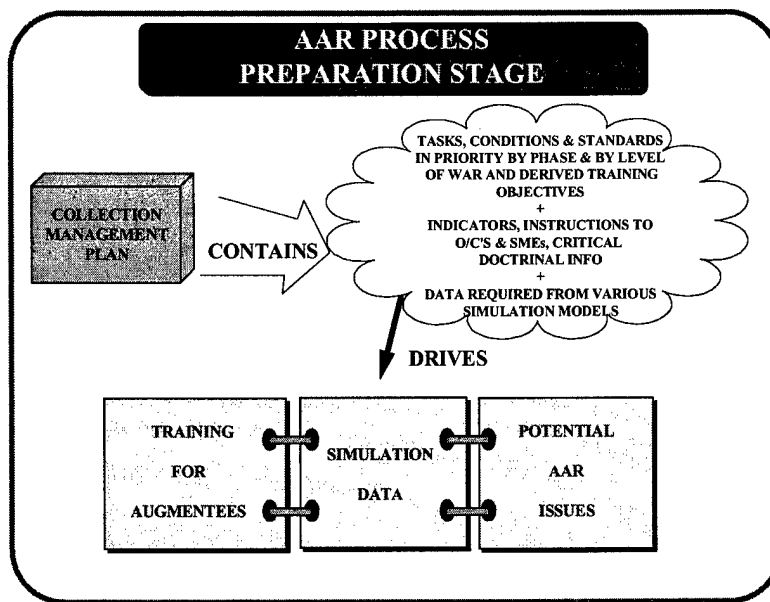 AAR PROCESS
PREPARATION STAGE
TASKS, CONDITIONS & STANDARDS
IN PRIORITY BY PHASE & BY LEVEL
OF WAR AND DERIVED TRAINING
OBJECTIVES
+
INDICATORS, INSTRUCTIONS TO
O/C'S & SMEs, CRITICAL
DOCTRINAL INFO
+
DATA REQUIRED FROM VARIOUS
SIMULATION MODELS
COLLECTION
MANAGEMENT
PLAN
CONTAINS
DRIVES
TRAINING
FOR
AUGMENTEES
SIMULATION
DATA
POTENTIAL
AAR
ISSUES